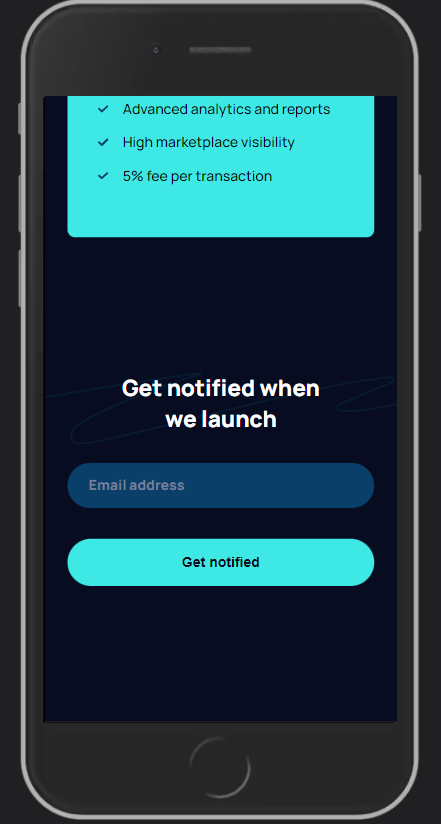 Advanced analytics and reports
High marketplace visibility
5% fee per transaction
Get notified when
we launch
Email address
Get notified